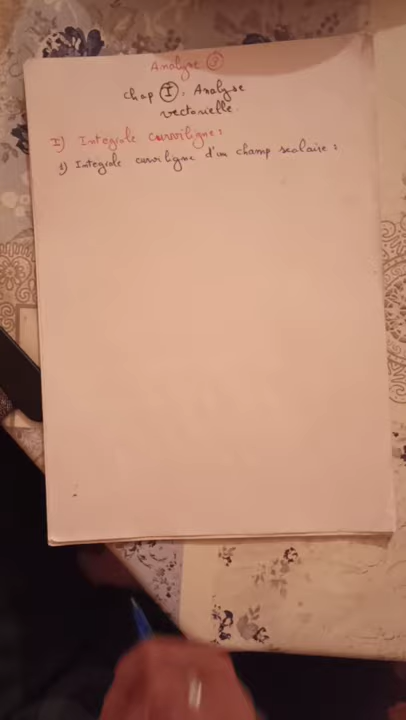 Analyse ③
chap Ⓘ: Analyse
vectorielle.
I) Integrale curviligne :
1) Integrale curviligne d'un champ scalaire :